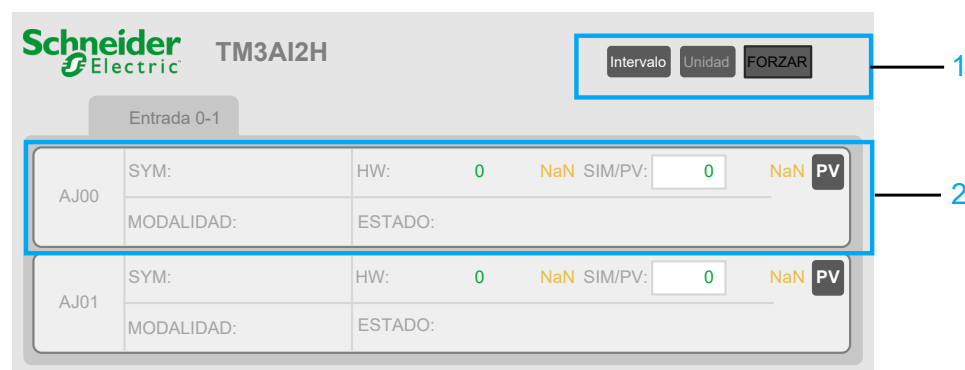 Schneider Electric
TM3AI2H
Intervalo Unidad FORZAR
1
Entrada 0-1
AJ00
SYM: HW: 0 NaN SIM/PV: 0 NaN PV
MODALIDAD: ESTADO:
2
AJ01
SYM: HW: 0 NaN SIM/PV: 0 NaN PV
MODALIDAD: ESTADO: